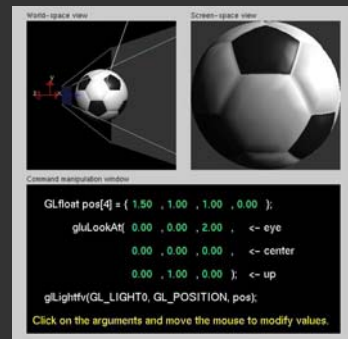 World-space view
Screen-space view
y
z
x
Command manipulation window
GLfloat pos[4] = { 1.50 , 1.00 , 1.00 , 0.00 };
gluLookAt( 0.00 , 0.00 , 2.00 , <- eye
0.00 , 0.00 , 0.00 , <- center
0.00 , 1.00 , 0.00 ); <- up
glLightfv(GL_LIGHT0, GL_POSITION, pos);
Click on the arguments and move the mouse to modify values.